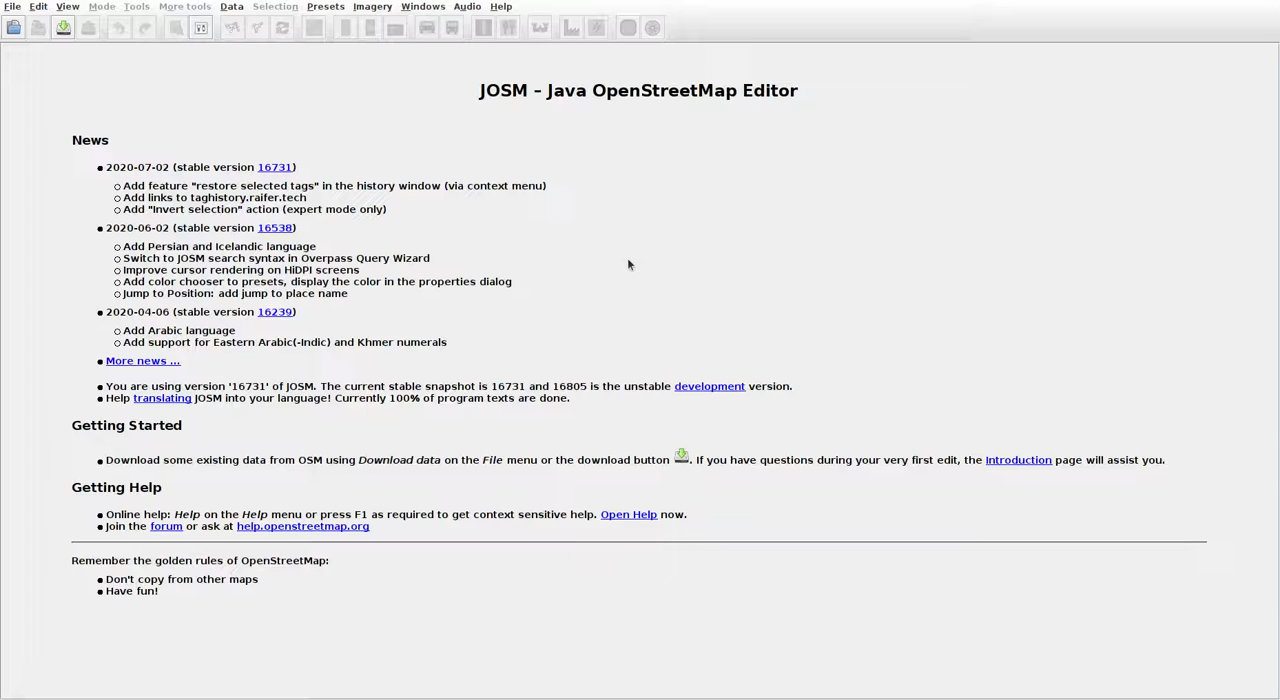 File Edit View Mode Tools More tools Data Selection Presets Imagery Windows Audio Help
JOSM – Java OpenStreetMap Editor
News
2020-07-02 (stable version 16731)
Add feature "restore selected tags" in the history window (via context menu)
Add links to taghistory.raifer.tech
Add "Invert selection" action (expert mode only)
2020-06-02 (stable version 16538)
Add Persian and Icelandic language
Switch to JOSM search syntax in Overpass Query Wizard
Improve cursor rendering on HiDPI screens
Add color chooser to presets, display the color in the properties dialog
Jump to Position: add jump to place name
2020-04-06 (stable version 16239)
Add Arabic language
Add support for Eastern Arabic(-Indic) and Khmer numerals
More news ...
You are using version '16731' of JOSM. The current stable snapshot is 16731 and 16805 is the unstable development version.
Help translating JOSM into your language! Currently 100% of program texts are done.
Getting Started
Download some existing data from OSM using Download data on the File menu or the download button . If you have questions during your very first edit, the Introduction page will assist you.
Getting Help
Online help: Help on the Help menu or press F1 as required to get context sensitive help. Open Help now.
Join the forum or ask at help.openstreetmap.org
Remember the golden rules of OpenStreetMap:
Don't copy from other maps
Have fun!